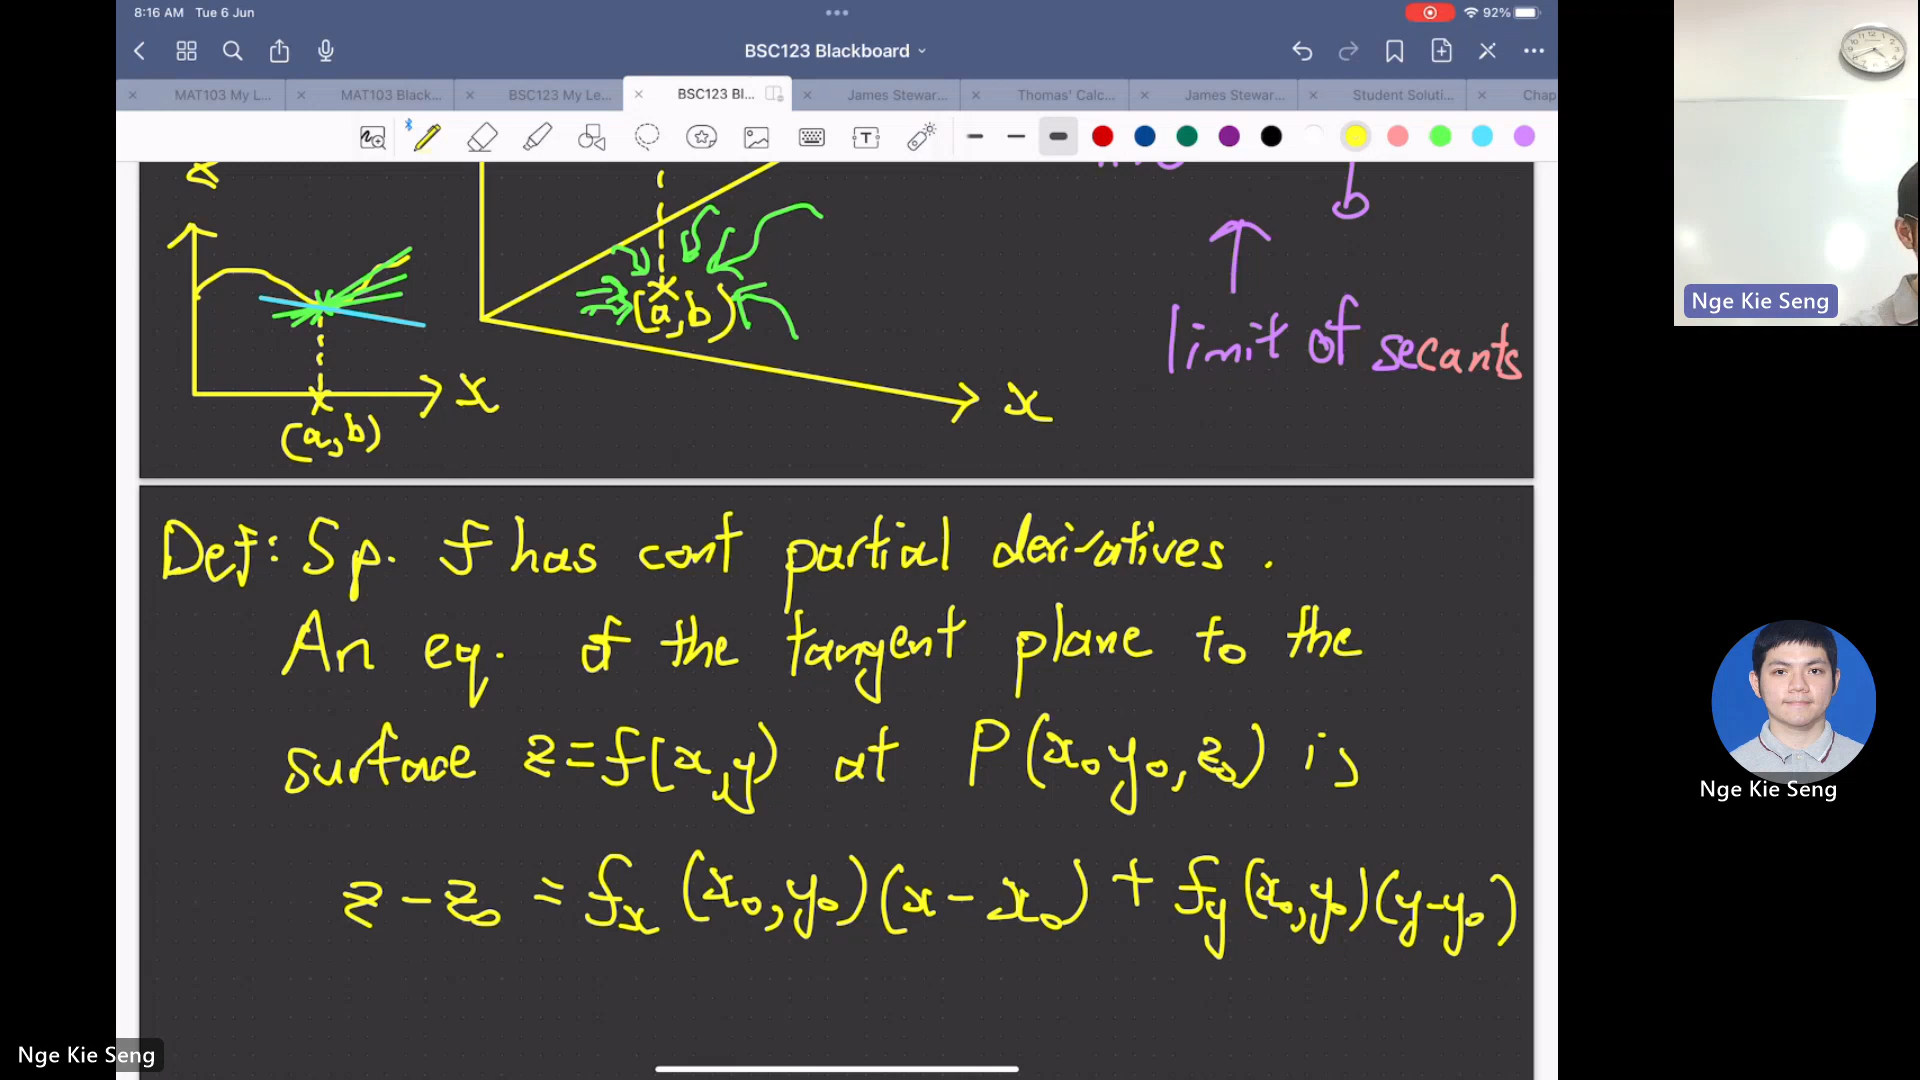 8:16 AM Tue 6 Jun
92%
BSC123 Blackboard
MAT103 My L...
MAT103 Black...
BSC123 My Le...
BSC123 Bl...
James Stewar...
Thomas' Calc...
James Stewar...
Student Soluti...
Chap
z
x
(a,b)
(a,b)
x
b
limit of secants
Def: Sp. f has cont partial derivatives.
An eq. of the tangent plane to the
surface z=f(x,y) at P(x₀y₀,z₀) is
z-z₀ = fₓ(x₀,y₀)(x-x₀) + f_y(x₀,y₀)(y-y₀)
Nge Kie Seng
Nge Kie Seng
Nge Kie Seng